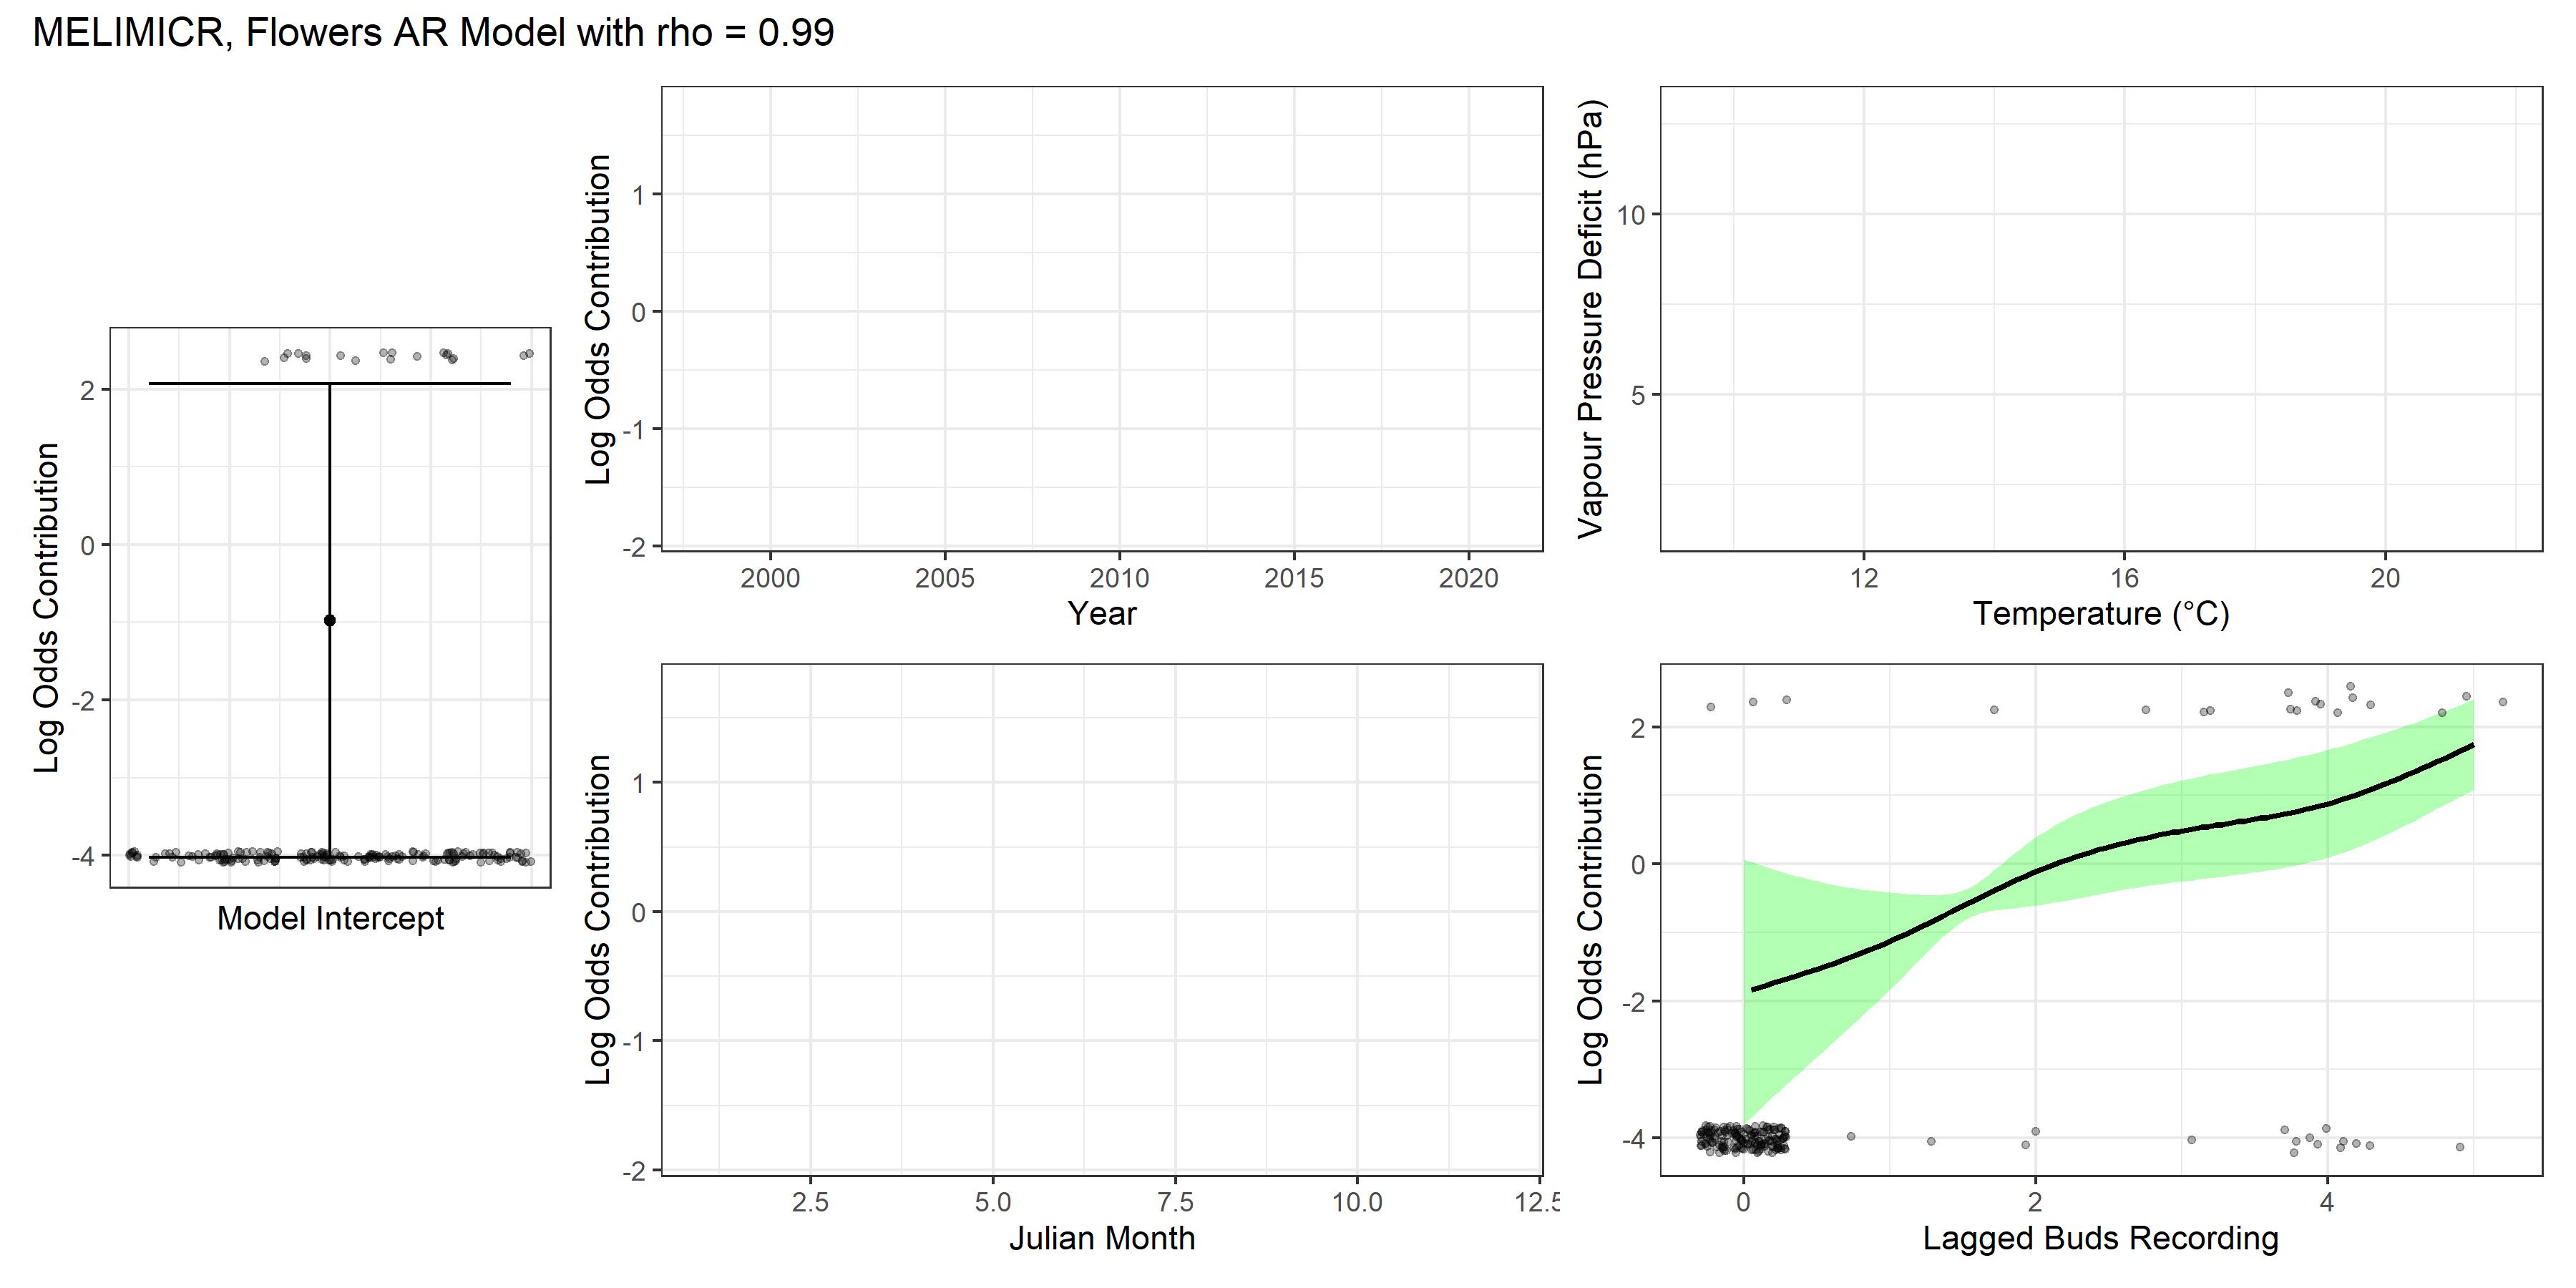 MELIMICR, Flowers AR Model with rho = 0.99
Log Odds Contribution
2
0
-2
-4
Model Intercept
Log Odds Contribution
1
0
-1
-2
2000 2005 2010 2015 2020
Year
Vapour Pressure Deficit (hPa)
10
5
12 16 20
Temperature (°C)
Log Odds Contribution
1
0
-1
-2
2.5 5.0 7.5 10.0 12.5
Julian Month
Log Odds Contribution
2
0
-2
-4
0 2 4
Lagged Buds Recording